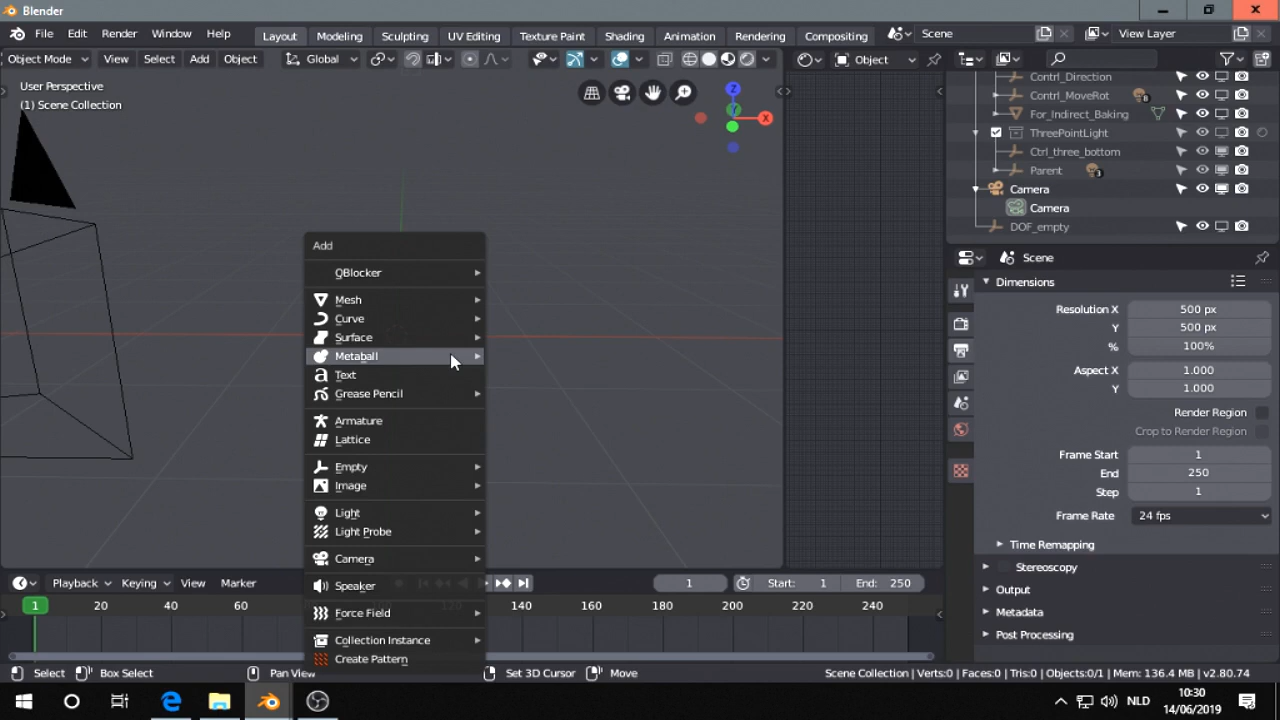 Blender
File Edit Render Window Help Layout Modeling Sculpting UV Editing Texture Paint Shading Animation Rendering Compositing Scene View Layer
Object Mode View Select Add Object Global Object
User Perspective
(1) Scene Collection
Z
Y
X
Add
QBlocker
Mesh
Curve
Surface
Metaball
Text
Grease Pencil
Armature
Lattice
Empty
Image
Light
Light Probe
Camera
Speaker
Force Field
Collection Instance
Create Pattern
Contrl_Direction
Contrl_MoveRot 8
For_Indirect_Baking
ThreePointLight
Ctrl_three_bottom
Parent 3
Camera
Camera
DOF_empty
Scene
Dimensions
Resolution X 500 px
Y 500 px
% 100%
Aspect X 1.000
Y 1.000
Render Region
Crop to Render Region
Frame Start 1
End 250
Step 1
Frame Rate 24 fps
Time Remapping
Stereoscopy
Output
Metadata
Post Processing
Playback Keying View Marker 1 Start: 1 End: 250
1 20 40 60 120 140 160 180 200 220 240
Select Box Select Pan View Set 3D Cursor Move Scene Collection | Verts:0 | Faces:0 | Tris:0 | Objects:0/1 | Mem: 136.4 MB | v2.80.74
NLD
10:30
14/06/2019